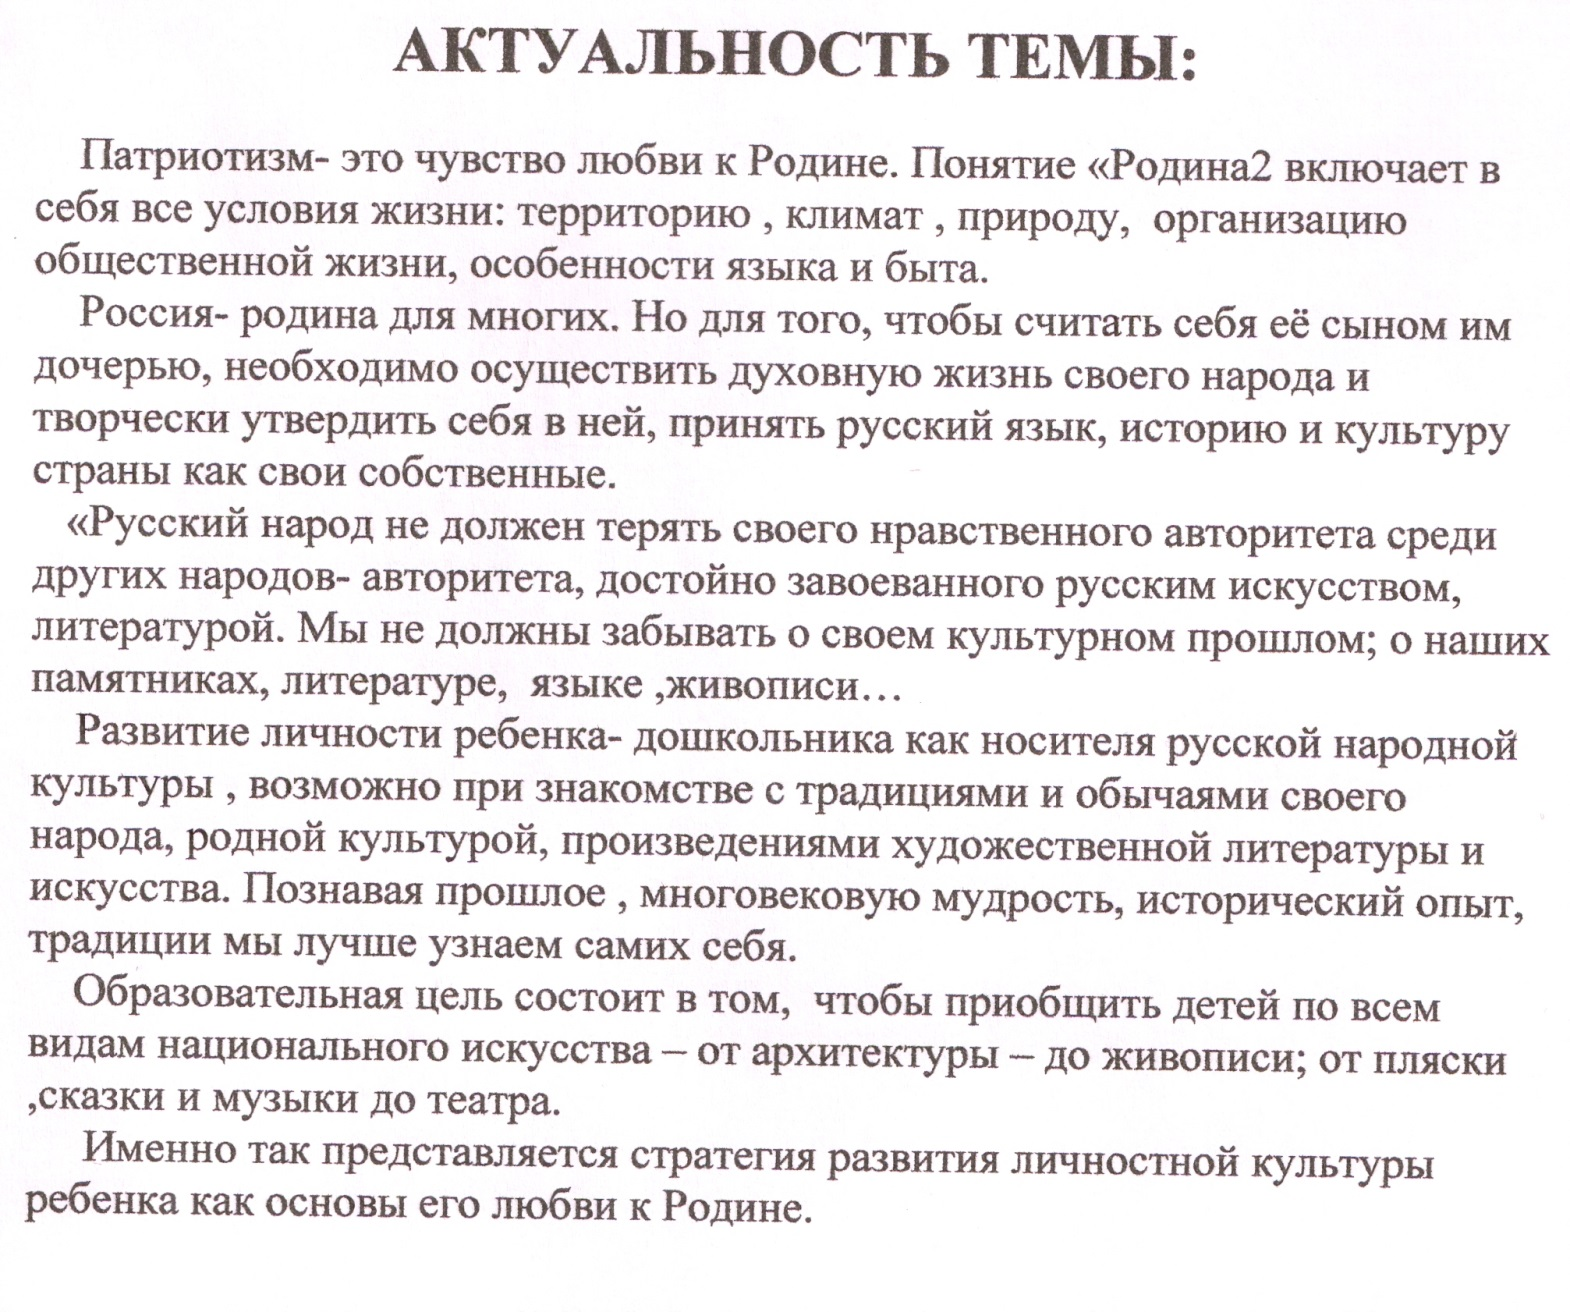 АКТУАЛЬНОСТЬ ТЕМЫ:
Патриотизм- это чувство любви к Родине. Понятие «Родина2 включает в
себя все условия жизни: территорию , климат , природу,  организацию
общественной жизни, особенности языка и быта.
Россия- родина для многих. Но для того, чтобы считать себя её сыном им
дочерью, необходимо осуществить духовную жизнь своего народа и
творчески утвердить себя в ней, принять русский язык, историю и культуру
страны как свои собственные.
«Русский народ не должен терять своего нравственного авторитета среди
других народов- авторитета, достойно завоеванного русским искусством,
литературой. Мы не должны забывать о своем культурном прошлом; о наших
памятниках, литературе,  языке ,живописи…
Развитие личности ребенка- дошкольника как носителя русской народной
культуры , возможно при знакомстве с традициями и обычаями своего
народа, родной культурой, произведениями художественной литературы и
искусства. Познавая прошлое , многовековую мудрость, исторический опыт,
традиции мы лучше узнаем самих себя.
Образовательная цель состоит в том,  чтобы приобщить детей по всем
видам национального искусства – от архитектуры – до живописи; от пляски
,сказки и музыки до театра.
Именно так представляется стратегия развития личностной культуры
ребенка как основы его любви к Родине.